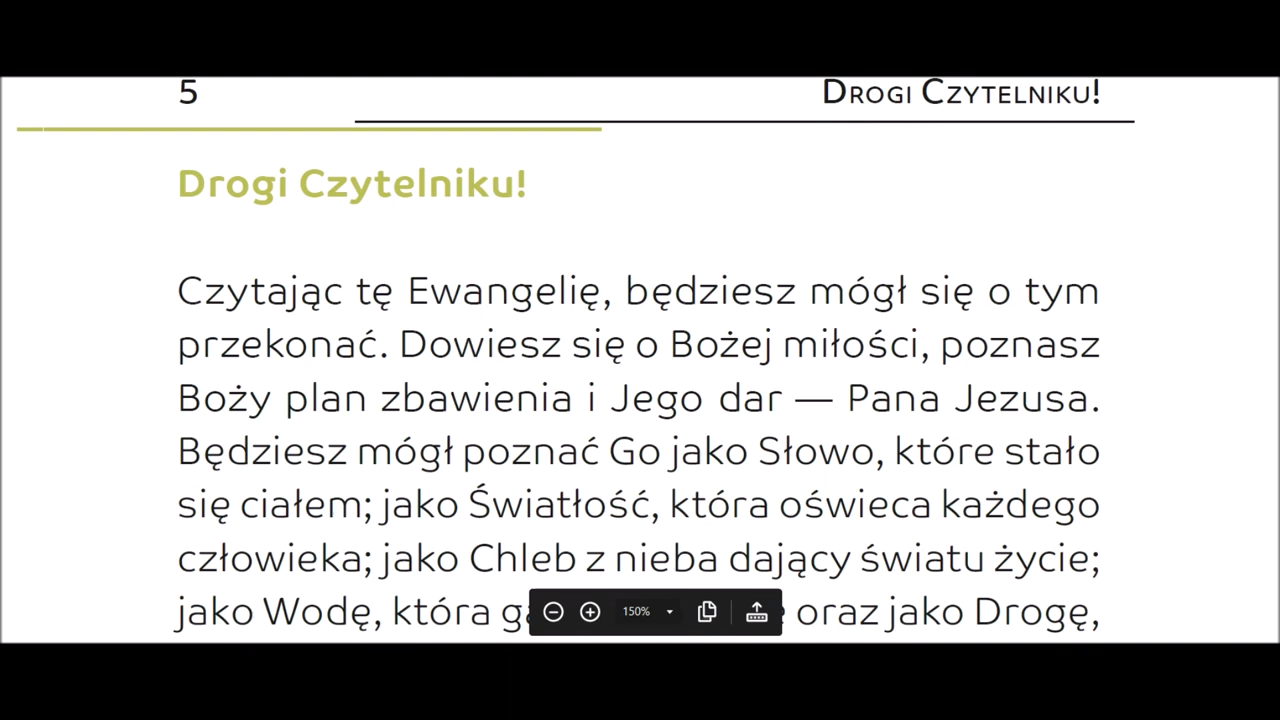 5 Drogi Czytelniku!
Drogi Czytelniku!
Czytając tę Ewangelię, będziesz mógł się o tym
przekonać. Dowiesz się o Bożej miłości, poznasz
Boży plan zbawienia i Jego dar — Pana Jezusa.
Będziesz mógł poznać Go jako Słowo, które stało
się ciałem; jako Światłość, która oświeca każdego
człowieka; jako Chleb z nieba dający światu życie;
jako Wodę, która oraz jako Drogę,
150%